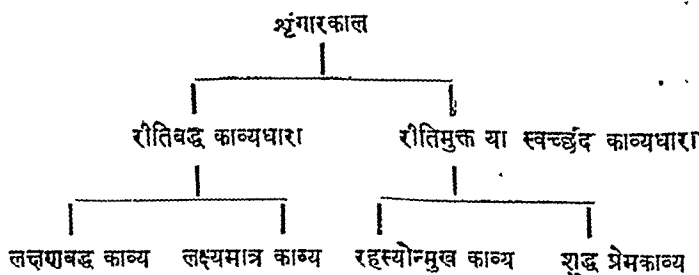 शृंगारकाल
रीतिबद्ध काव्यधारा रीतिमुक्त या स्वच्छंद काव्यधारा
लक्षणबद्ध काव्य लक्ष्यमात्र काव्य रहस्योन्मुख काव्य शुद्ध प्रेमकाव्य